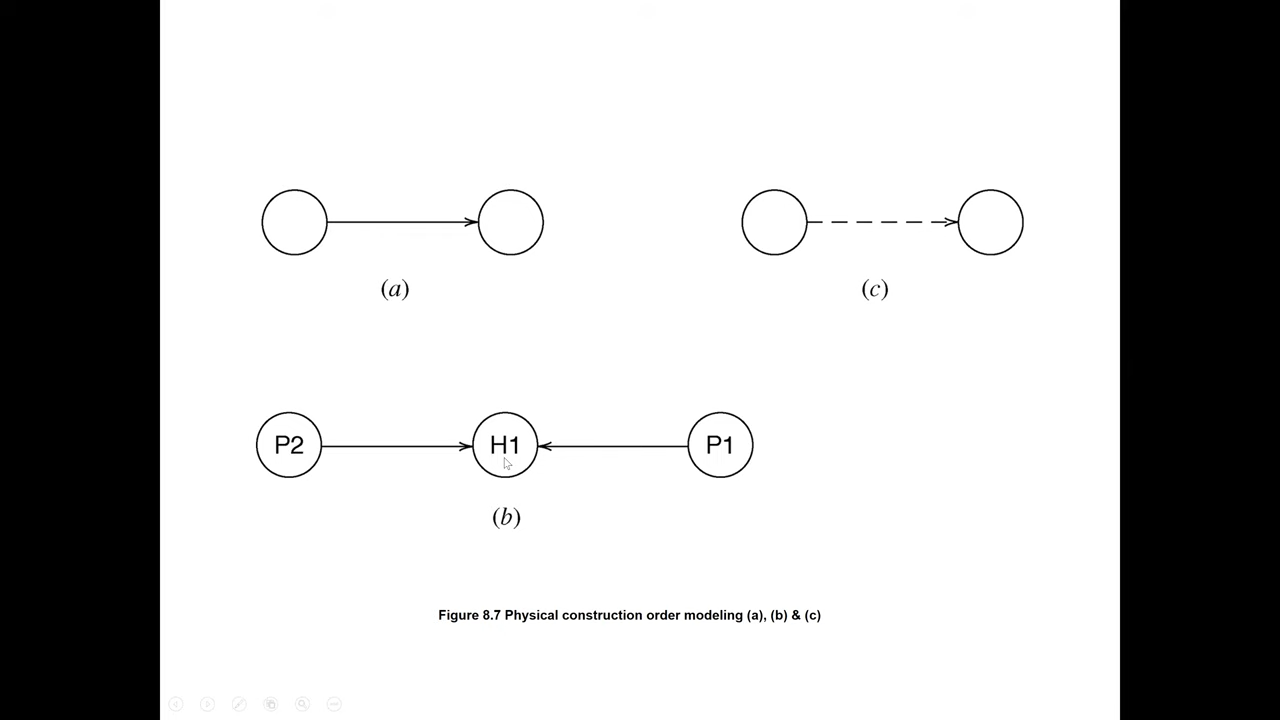 (a)
(c)
P2
H1
P1
(b)
Figure 8.7 Physical construction order modeling (a), (b) & (c)